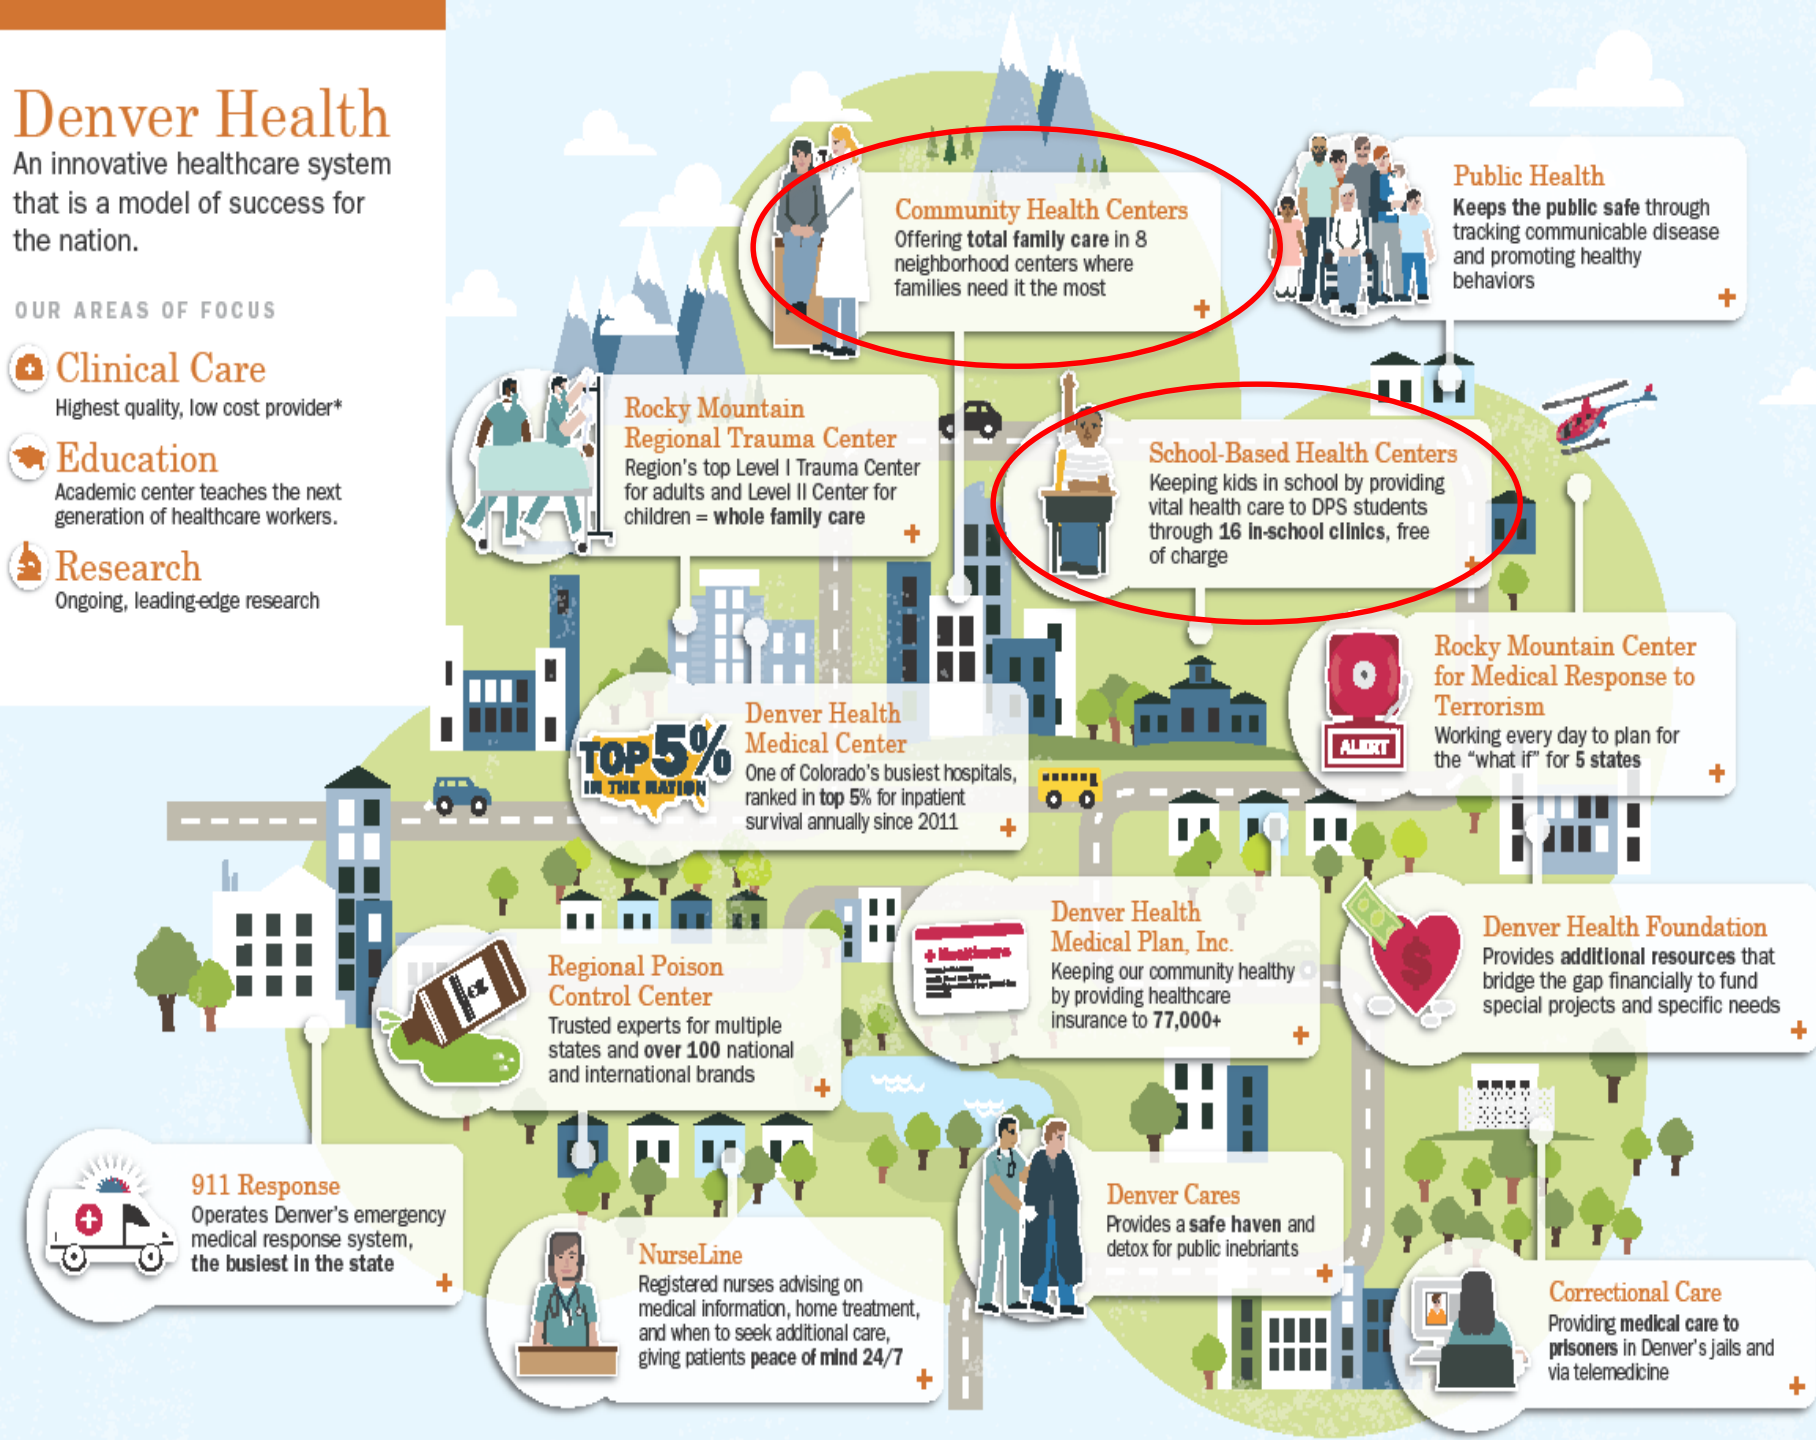 Denver Health
An innovative healthcare system
that is a model of success for
the nation.
OUR AREAS OF FOCUS
Clinical Care
Highest quality, low cost provider*
Education
Academic center teaches the next
generation of healthcare workers.
Research
Ongoing, leading-edge research
Community Health Centers
Offering total family care in 8
neighborhood centers where
families need it the most
Public Health
Keeps the public safe through
tracking communicable disease
and promoting healthy
behaviors
Rocky Mountain
Regional Trauma Center
Region's top Level I Trauma Center
for adults and Level II Center for
children = whole family care
School-Based Health Centers
Keeping kids in school by providing
vital health care to DPS students
through 16 in-school clinics, free
of charge
Rocky Mountain Center
for Medical Response to
Terrorism
Working every day to plan for
the "what if" for 5 states
ALERT
TOP 5%
IN THE NATION
Denver Health
Medical Center
One of Colorado's busiest hospitals,
ranked in top 5% for inpatient
survival annually since 2011
Denver Health
Medical Plan, Inc.
Keeping our community healthy
by providing healthcare
insurance to 77,000+
Denver Health Foundation
Provides additional resources that
bridge the gap financially to fund
special projects and specific needs
$
Regional Poison
Control Center
Trusted experts for multiple
states and over 100 national
and international brands
911 Response
Operates Denver's emergency
medical response system,
the busiest in the state
NurseLine
Registered nurses advising on
medical information, home treatment,
and when to seek additional care,
giving patients peace of mind 24/7
Denver Cares
Provides a safe haven and
detox for public inebriants
Correctional Care
Providing medical care to
prisoners in Denver's jails and
via telemedicine